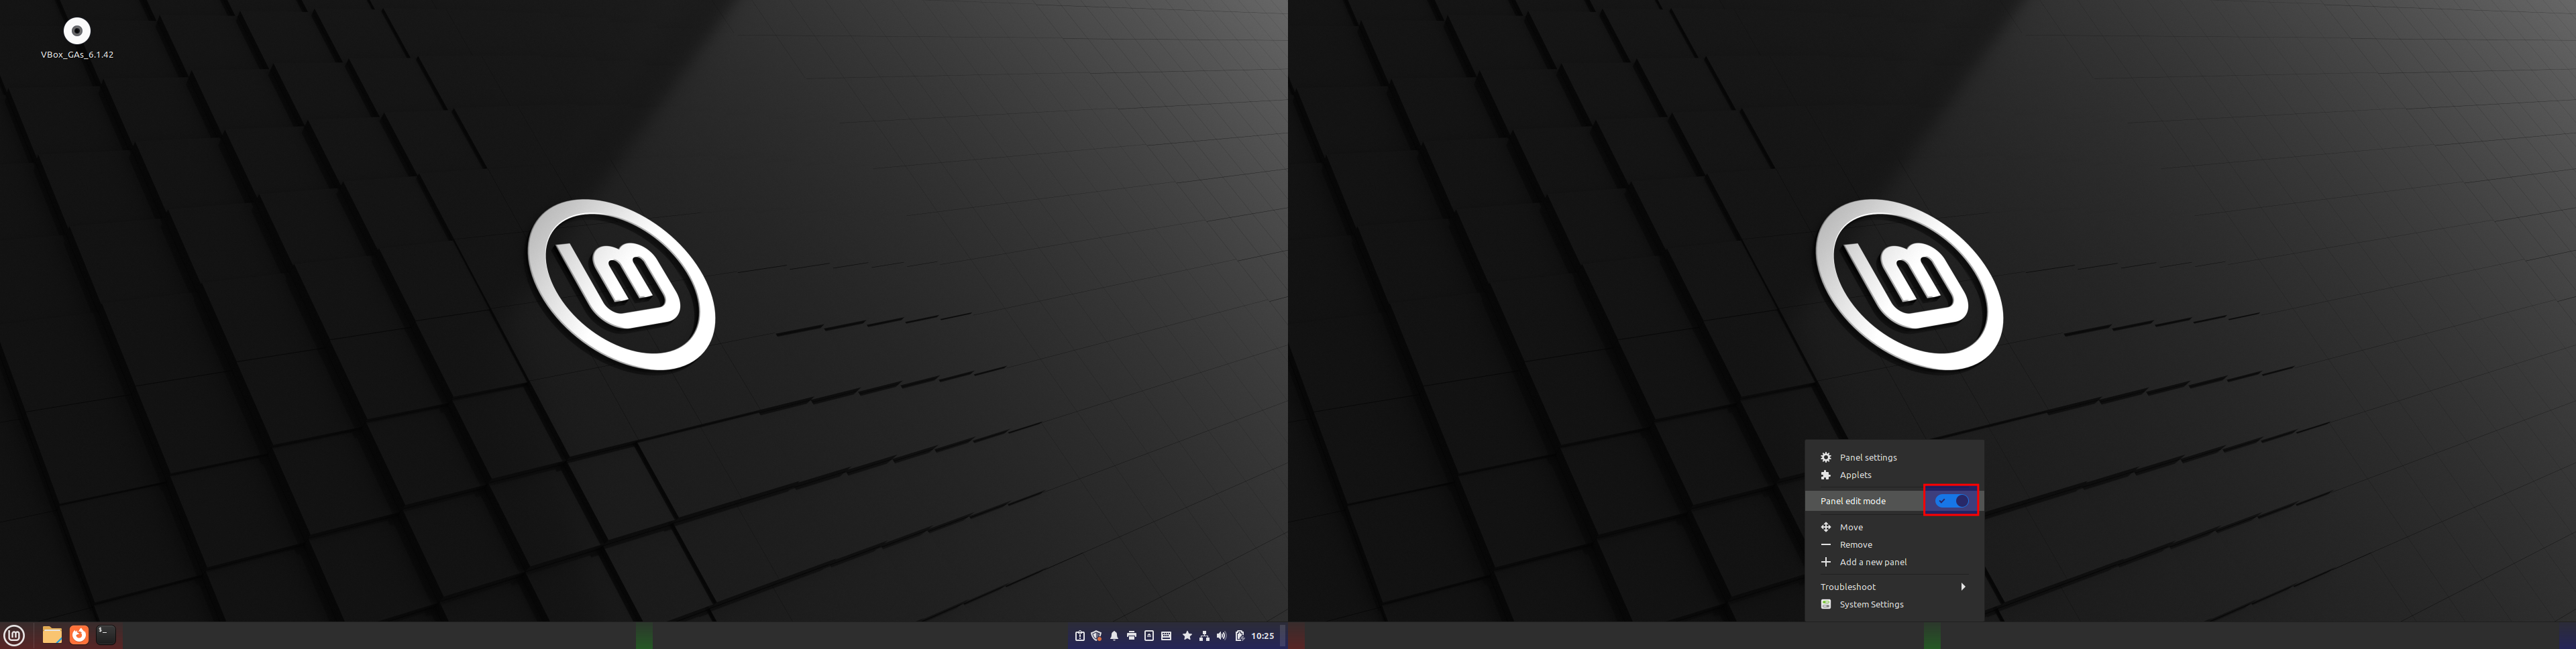 VBox_GAs_6.1.42
Panel settings
Applets
Panel edit mode
Move
Remove
Add a new panel
Troubleshoot
System Settings
10:25